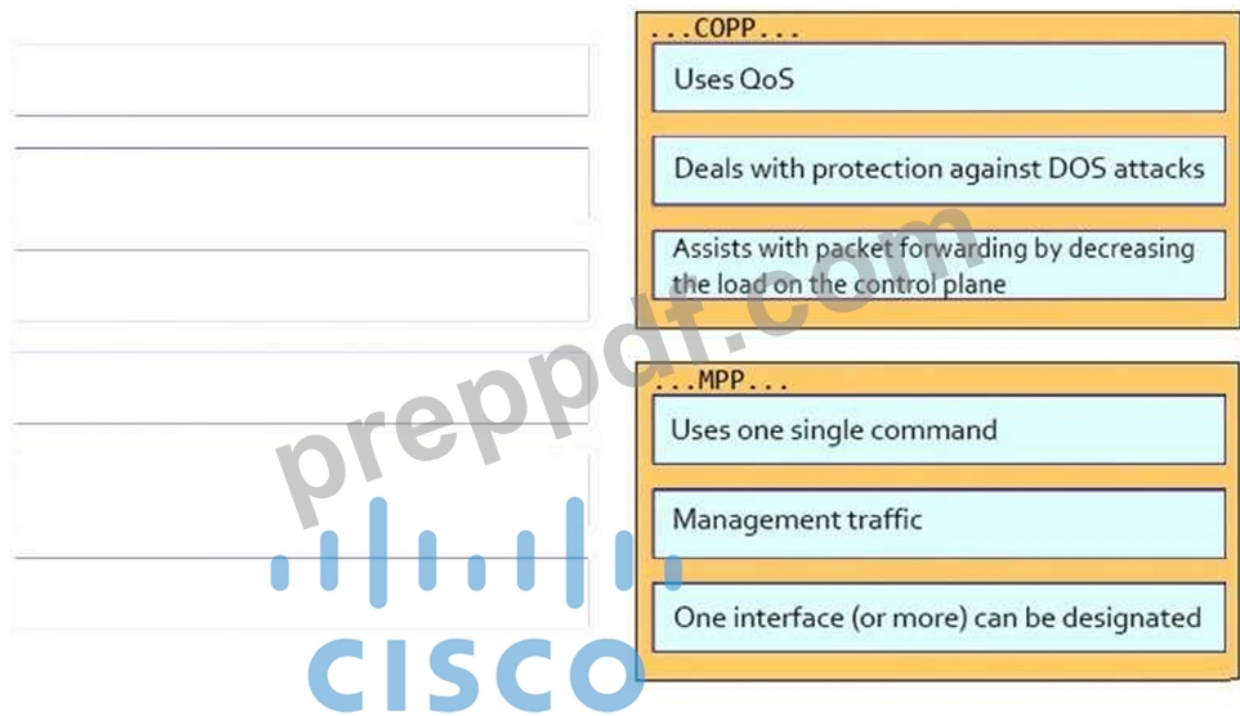 ...COPP...
Uses QoS
Deals with protection against DOS attacks
Assists with packet forwarding by decreasing
the load on the control plane
...MPP...
Uses one single command
Management traffic
One interface (or more) can be designated
preppdf.com
CISCO